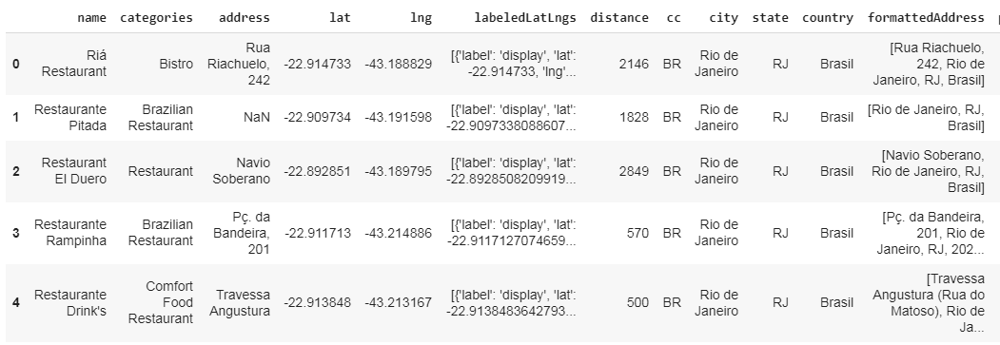 name categories address lat lng labeledLatLngs distance cc city state country formattedAddress
0 Riá Restaurant Bistro Rua Riachuelo, 242 -22.914733 -43.188829 [{'label': 'display', 'lat': -22.914733, 'lng'... 2146 BR Rio de Janeiro RJ Brasil [Rua Riachuelo, 242, Rio de Janeiro, RJ, Brasil]
1 Restaurante Pitada Brazilian Restaurant NaN -22.909734 -43.191598 [{'label': 'display', 'lat': -22.9097338088607... 1828 BR Rio de Janeiro RJ Brasil [Rio de Janeiro, RJ, Brasil]
2 Restaurant El Duero Restaurant Navio Soberano -22.892851 -43.189795 [{'label': 'display', 'lat': -22.8928508209919... 2849 BR Rio de Janeiro RJ Brasil [Navio Soberano, Rio de Janeiro, RJ, Brasil]
3 Restaurante Rampinha Brazilian Restaurant Pç. da Bandeira, 201 -22.911713 -43.214886 [{'label': 'display', 'lat': -22.9117127074659... 570 BR Rio de Janeiro RJ Brasil [Pç. da Bandeira, 201, Rio de Janeiro, RJ, 202...
4 Restaurante Drink's Comfort Food Restaurant Travessa Angustura -22.913848 -43.213167 [{'label': 'display', 'lat': -22.9138483642793... 500 BR Rio de Janeiro RJ Brasil [Travessa Angustura (Rua do Matoso), Rio de Ja...